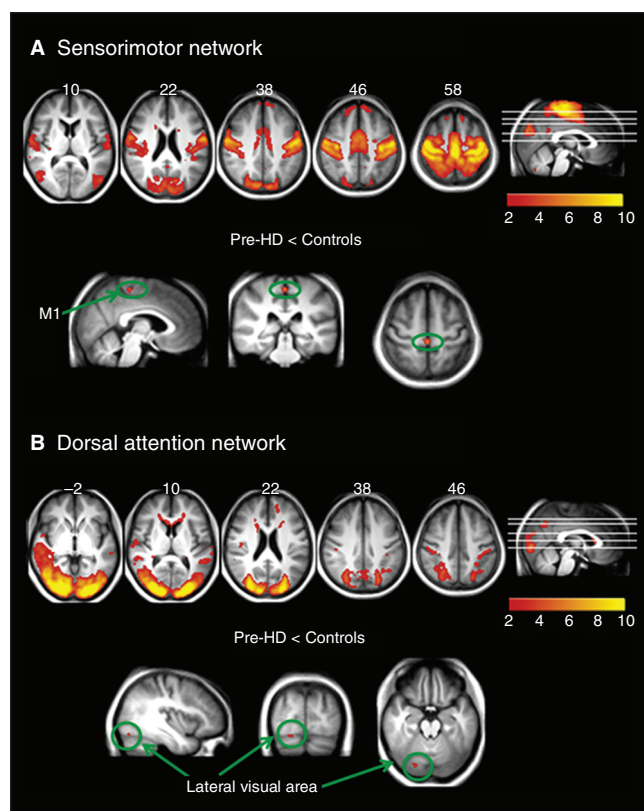 A Sensorimotor network
10 22 38 46 58
2 4 6 8 10
Pre-HD < Controls
M1
B Dorsal attention network
–2 10 22 38 46
2 4 6 8 10
Pre-HD < Controls
Lateral visual area